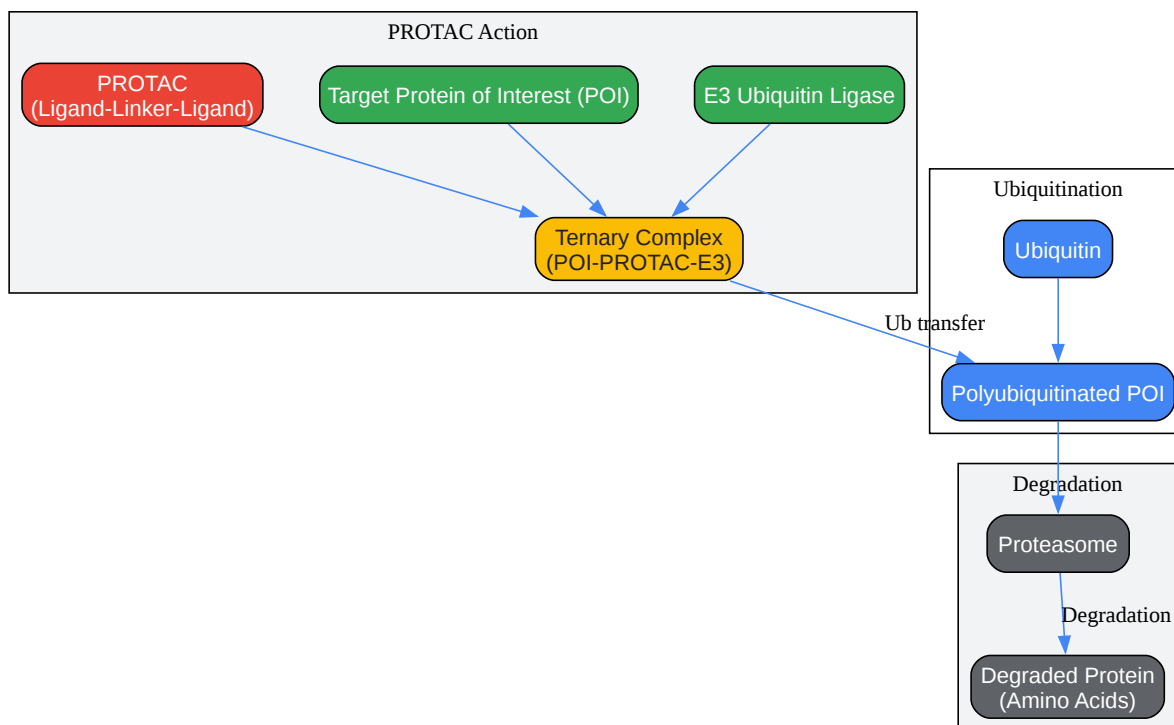 PROTAC Action
PROTAC
(Ligand-Linker-Ligand)
Target Protein of Interest (POI)
E3 Ubiquitin Ligase
Ternary Complex
(POI-PROTAC-E3)
Ub transfer
Ubiquitination
Ubiquitin
Polyubiquitinated POI
Degradation
Proteasome
Degradation
Degraded Protein
(Amino Acids)